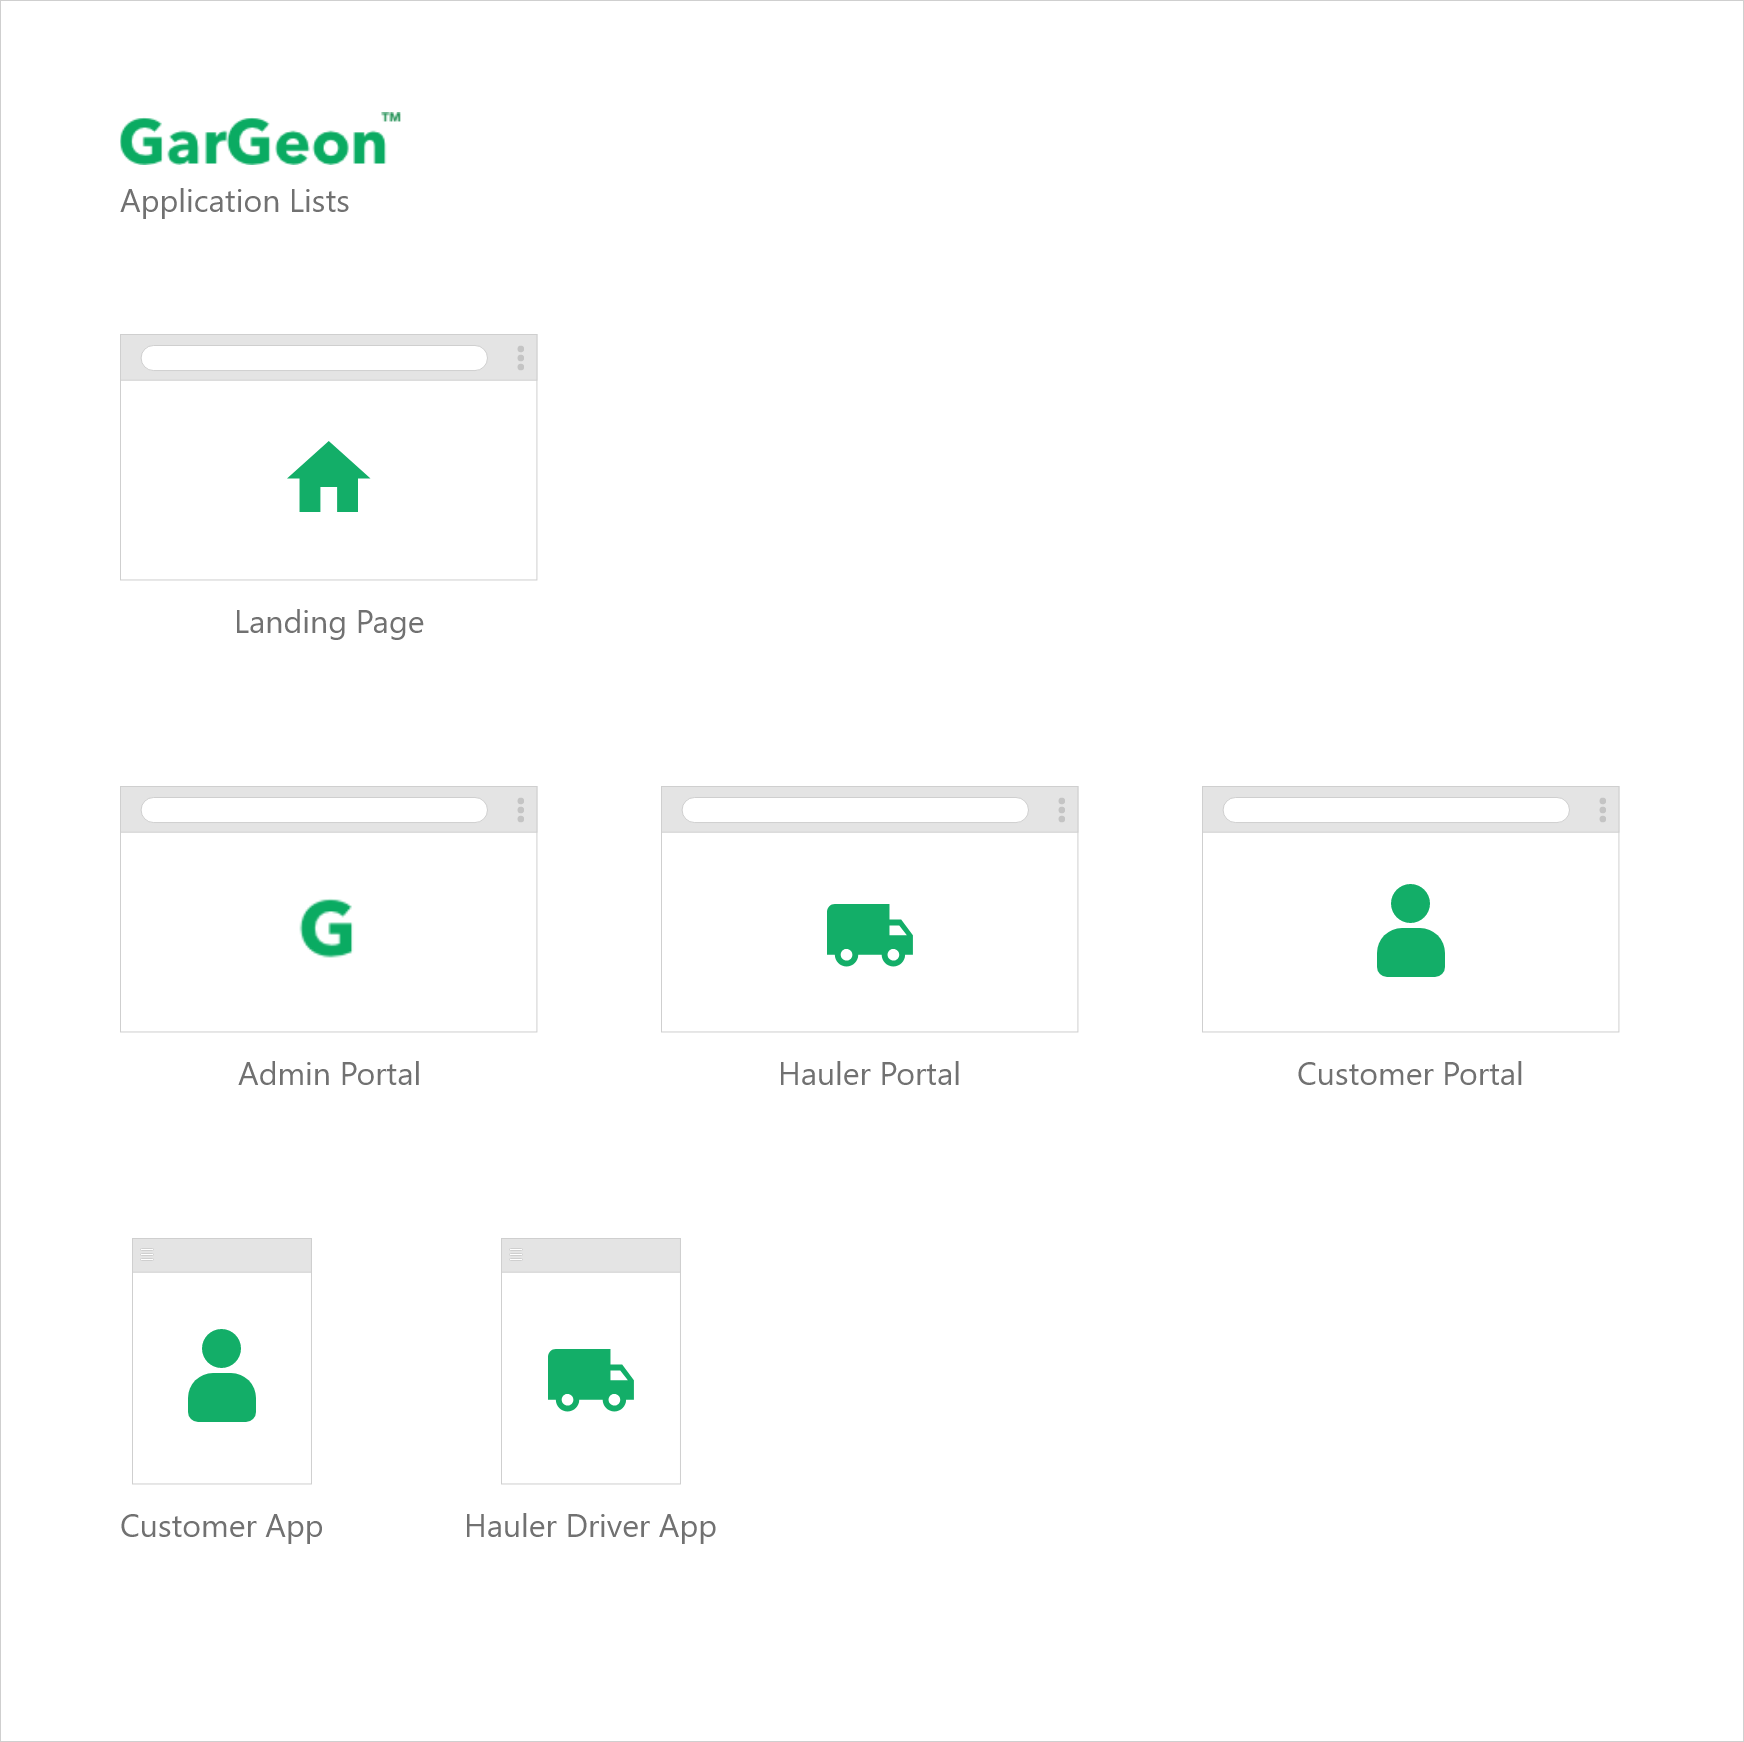 GarGeon™
Application Lists
Landing Page
G
Admin Portal
Hauler Portal
Customer Portal
Customer App
Hauler Driver App